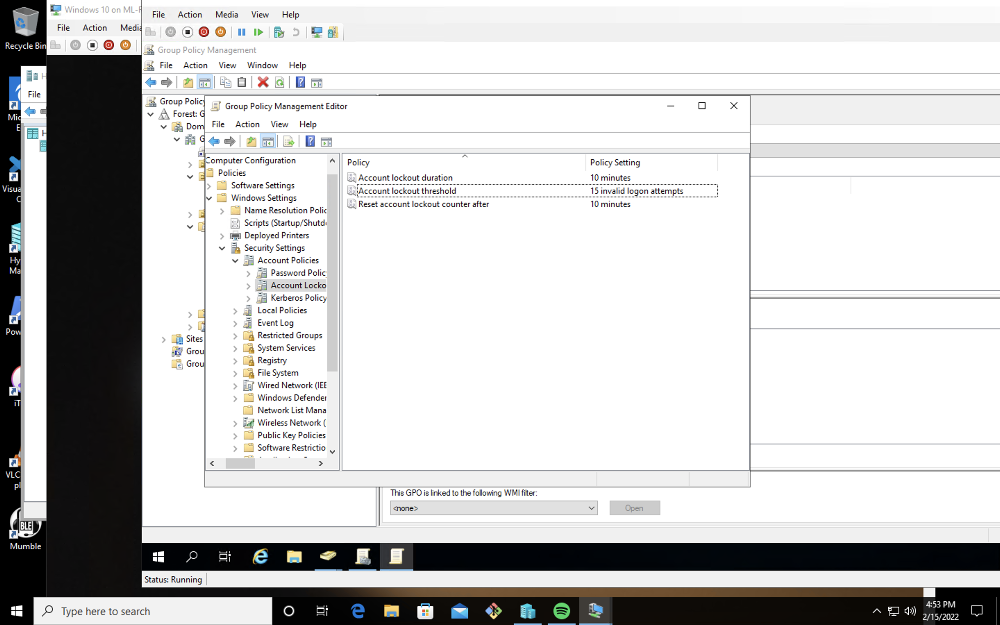 Recycle Bin
Windows 10 on ML-
File Action Media
File Action Media View Help
Group Policy Management
File Action View Window Help
File
Group Policy
Forest: G
Dom
Sites
Grou
Grou
Group Policy Management Editor
File Action View Help
Computer Configuration
Policies
Software Settings
Windows Settings
Name Resolution Polic
Scripts (Startup/Shutd
Deployed Printers
Security Settings
Account Policies
Password Policy
Account Locko
Kerberos Policy
Local Policies
Event Log
Restricted Groups
System Services
Registry
File System
Wired Network (IEE
Windows Defender
Network List Mana
Wireless Network (
Public Key Policies
Software Restrictio
Policy Policy Setting
Account lockout duration 10 minutes
Account lockout threshold 15 invalid logon attempts
Reset account lockout counter after 10 minutes
This GPO is linked to the following WMI filter:
<none> Open
Mic
E
Visua
C
Hy
Ma
Pow
iT
VLC
pl
BLE
Mumble
Status: Running
Type here to search
4:53 PM
2/15/2022